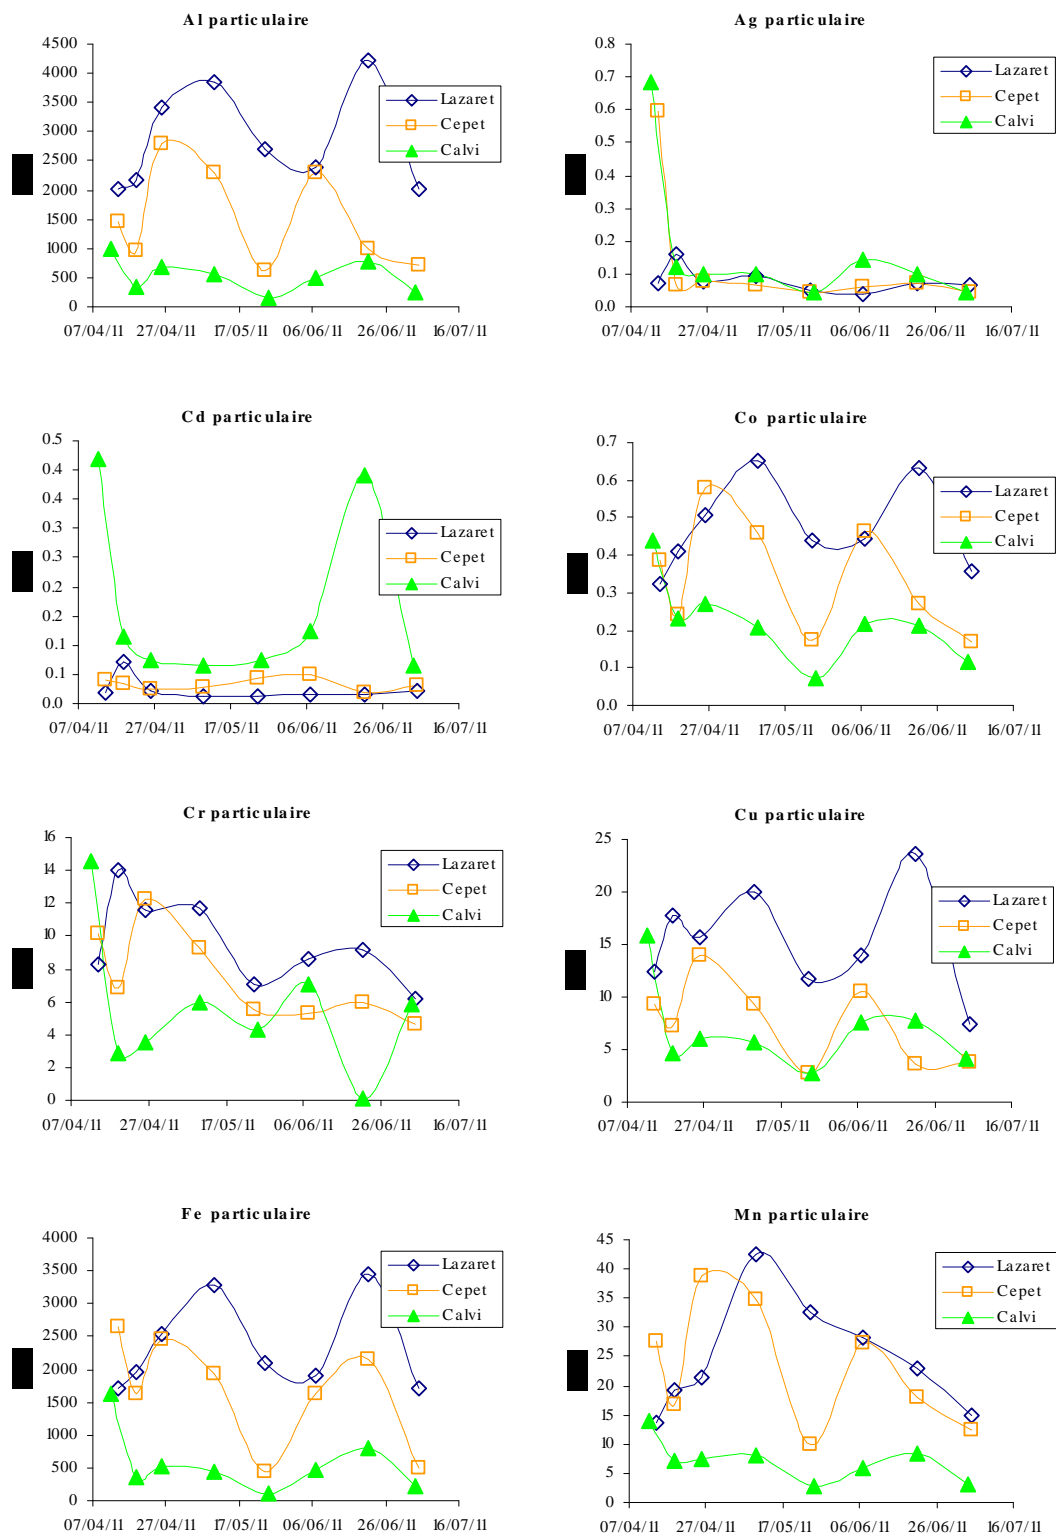 Al particulaire
4500
4000
3500
3000
2500
2000
1500
1000
500
0
07/04/11 27/04/11 17/05/11 06/06/11 26/06/11 16/07/11
Lazaret
Cepet
Calvi
Ag particulaire
0.8
0.7
0.6
0.5
0.4
0.3
0.2
0.1
0.0
07/04/11 27/04/11 17/05/11 06/06/11 26/06/11 16/07/11
Lazaret
Cepet
Calvi
Cd particulaire
0.5
0.4
0.4
0.3
0.3
0.2
0.2
0.1
0.1
0.0
07/04/11 27/04/11 17/05/11 06/06/11 26/06/11 16/07/11
Lazaret
Cepet
Calvi
Co particulaire
0.7
0.6
0.5
0.4
0.3
0.2
0.1
0.0
07/04/11 27/04/11 17/05/11 06/06/11 26/06/11 16/07/11
Lazaret
Cepet
Calvi
Cr particulaire
16
14
12
10
8
6
4
2
0
07/04/11 27/04/11 17/05/11 06/06/11 26/06/11 16/07/11
Lazaret
Cepet
Calvi
Cu particulaire
25
20
15
10
5
0
07/04/11 27/04/11 17/05/11 06/06/11 26/06/11 16/07/11
Lazaret
Cepet
Calvi
Fe particulaire
4000
3500
3000
2500
2000
1500
1000
500
0
07/04/11 27/04/11 17/05/11 06/06/11 26/06/11 16/07/11
Lazaret
Cepet
Calvi
Mn particulaire
45
40
35
30
25
20
15
10
5
0
07/04/11 27/04/11 17/05/11 06/06/11 26/06/11 16/07/11
Lazaret
Cepet
Calvi